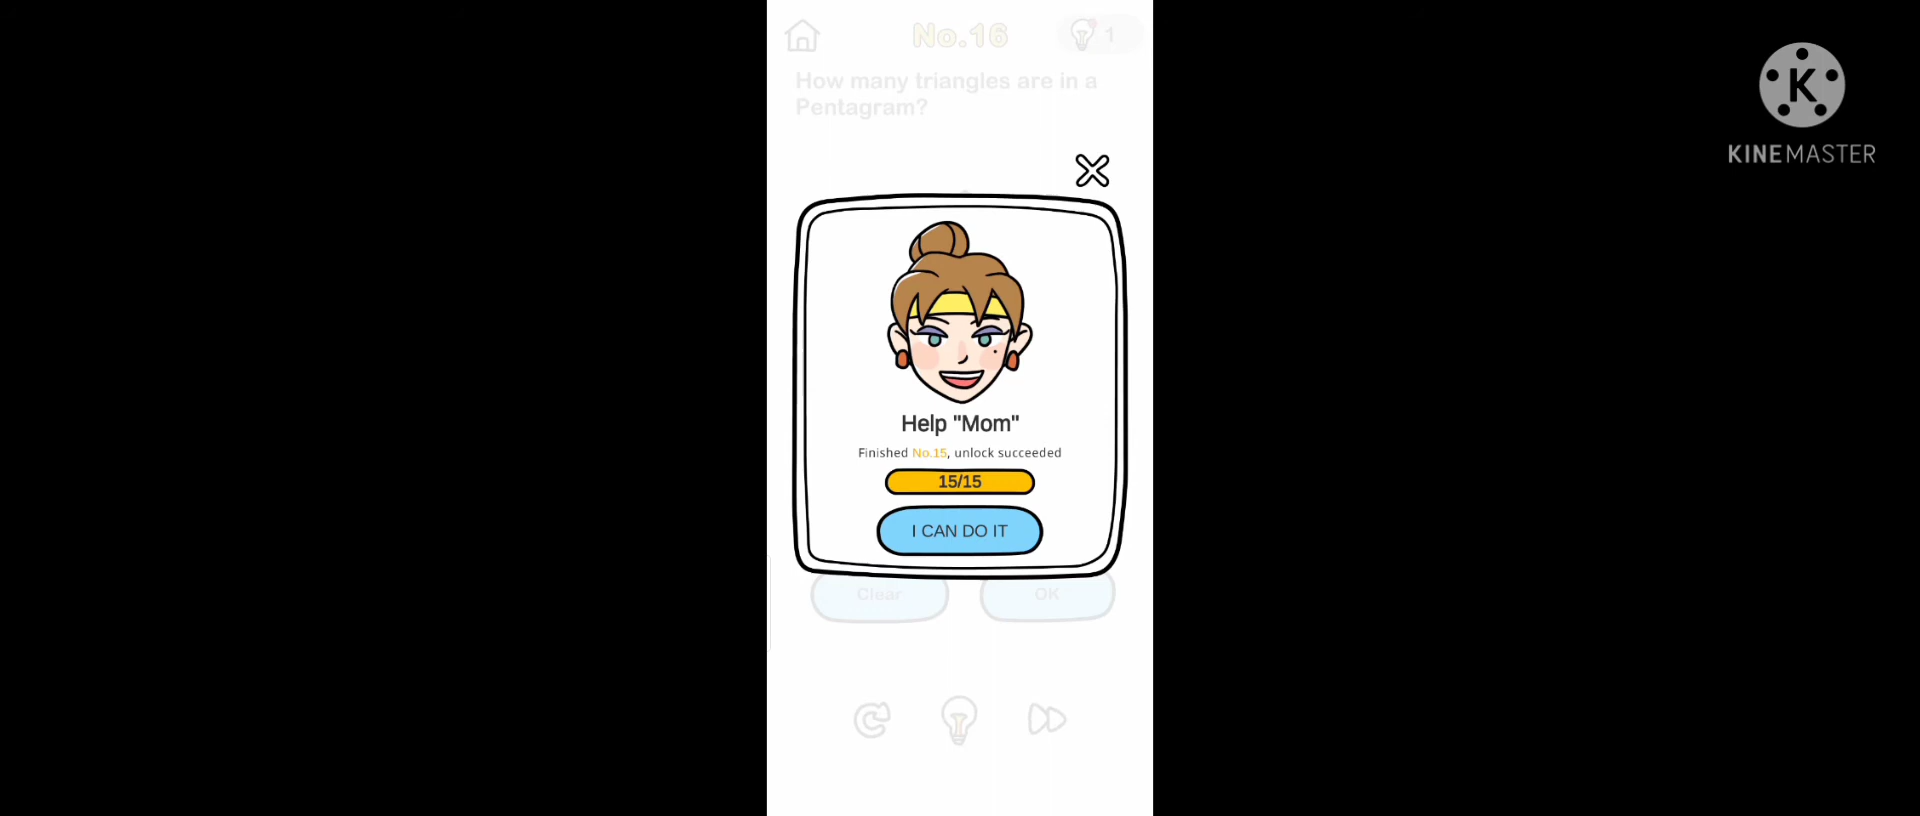 No.16
1
How many triangles are in a
Pentagram?
K
KINEMASTER
Help "Mom"
Finished No.15, unlock succeeded
15/15
I CAN DO IT
Clear
OK